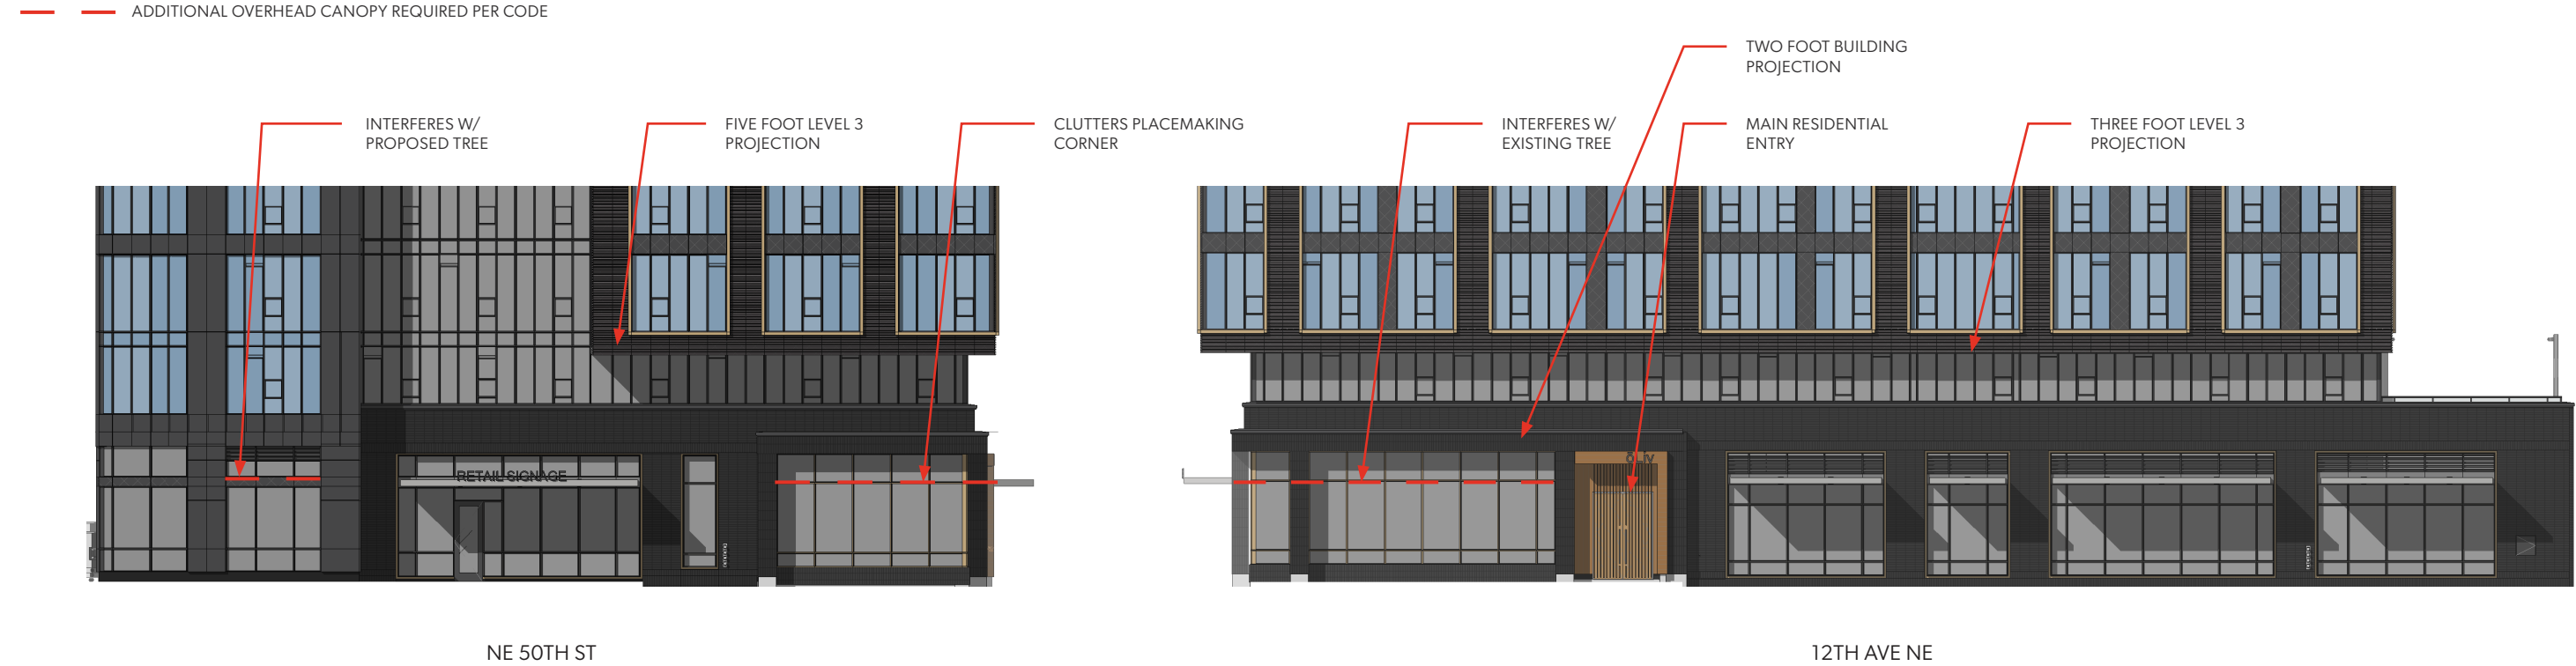 ADDITIONAL OVERHEAD CANOPY REQUIRED PER CODE
TWO FOOT BUILDING
PROJECTION
INTERFERES W/
PROPOSED TREE
FIVE FOOT LEVEL 3
PROJECTION
CLUTTERS PLACEMAKING
CORNER
INTERFERES W/
EXISTING TREE
MAIN RESIDENTIAL
ENTRY
THREE FOOT LEVEL 3
PROJECTION
RETAIL SIGNAGE
NE 50TH ST
12TH AVE NE